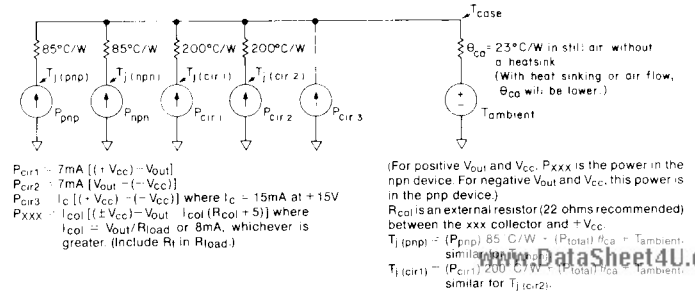 T case
85°C/W
85°C/W
200°C/W
200°C/W
θca = 23°C/W in still air without
a heatsink
(With heat sinking or air flow,
θca will be lower.)
Tj (pnp)
Tj (npn)
Tj (cir 1)
Tj (cir 2)
Ppnp
Pnpn
Pcir 1
Pcir 2
Pcir 3
Tambient
Pcir1 = 7mA [(+Vcc) - Vout]
Pcir2 = 7mA [Vout - (-Vcc)]
Pcir3 IC [(+Vcc) - (-Vcc)] where IC = 15mA at +15V
PXXX = Icol [(±Vcc) - Vout Icol (Rcol + 5)] where
Icol = Vout/Rload or 8mA, whichever is
greater. (Include Rf in Rload.)
(For positive Vout and Vcc, PXXX is the power in the
npn device. For negative Vout and Vcc, this power is
in the pnp device.)
Rcol is an external resistor (22 ohms recommended)
between the xxx collector and ±Vcc.
Tj (pnp) = (Ppnp) 85 C/W + (Ptotal) θca + Tambient,
similar for Tj (npn).
www.DataSheet4U.c
Tj (cir1) = (Pcir1) 200 C/W + (Ptotal) θca + Tambient,
similar for Tj (cir2).